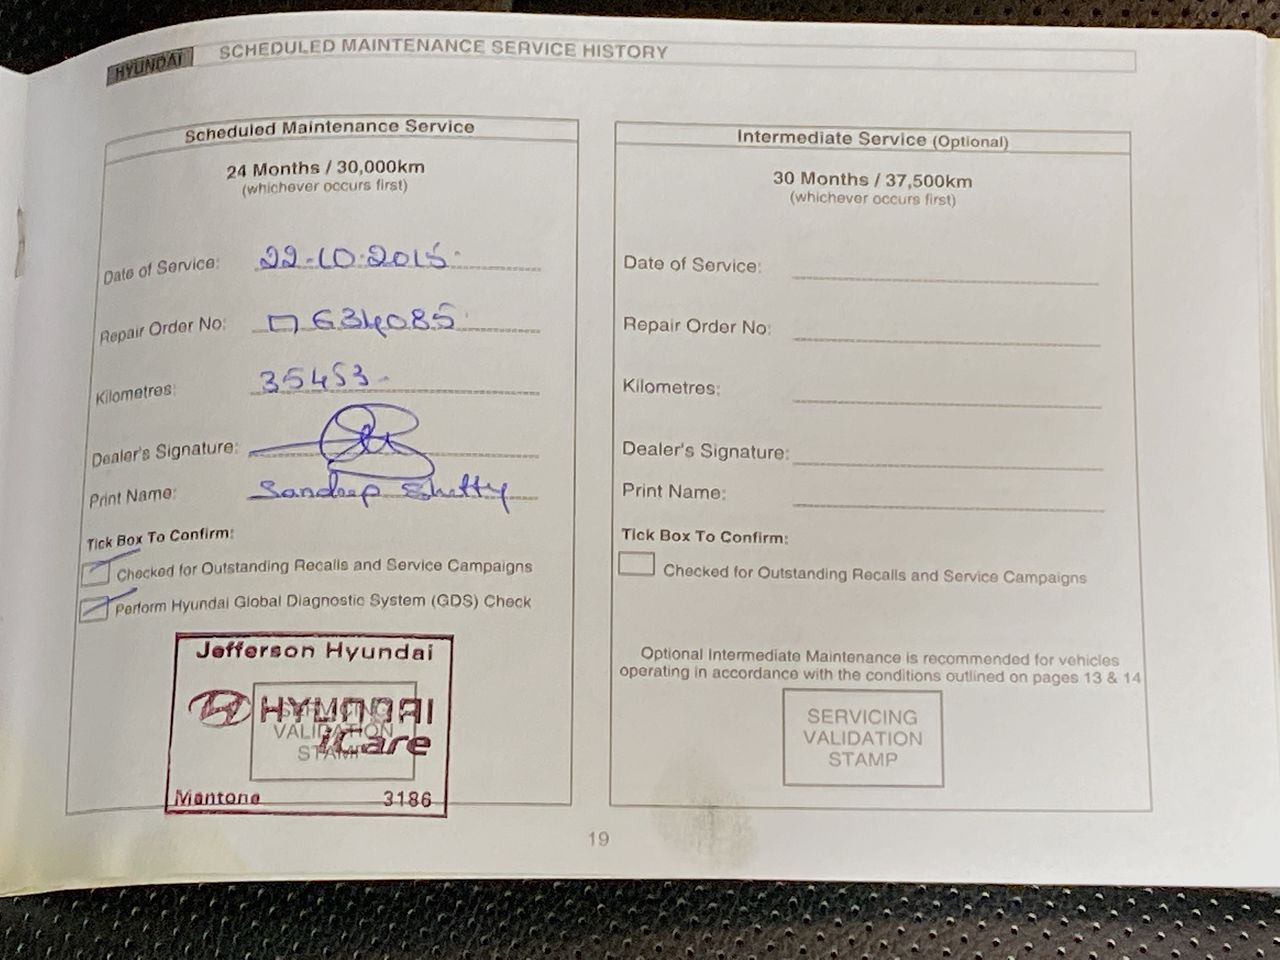 HYUNDAI
SCHEDULED MAINTENANCE SERVICE HISTORY
Scheduled Maintenance Service
24 Months / 30,000km
(whichever occurs first)
Date of Service: 22.10.2015.
Repair Order No: 634085
Kilometres: 35453
Dealer's Signature:
Print Name: Sandeep Shetty
Tick Box To Confirm:
Checked for Outstanding Recalls and Service Campaigns
Perform Hyundai Global Diagnostic System (GDS) Check
Jefferson Hyundai
HYUNDAI
iCare
SERVICING
VALIDATION
STAMP
Mentone 3186
Intermediate Service (Optional)
30 Months / 37,500km
(whichever occurs first)
Date of Service:
Repair Order No:
Kilometres:
Dealer's Signature:
Print Name:
Tick Box To Confirm:
Checked for Outstanding Recalls and Service Campaigns
Optional Intermediate Maintenance is recommended for vehicles
operating in accordance with the conditions outlined on pages 13 & 14
SERVICING
VALIDATION
STAMP
19